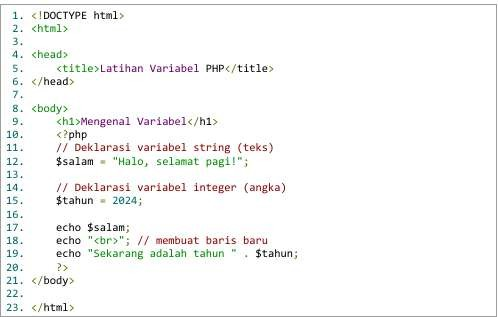 1. <!DOCTYPE html>
2. <html>
3.
4. <head>
5.     <title>Latihan Variabel PHP</title>
6. </head>
7.
8. <body>
9.     <h1>Mengenal Variabel</h1>
10.     <?php
11.     // Deklarasi variabel string (teks)
12.     $salam = "Halo, selamat pagi!";
13.
14.     // Deklarasi variabel integer (angka)
15.     $tahun = 2024;
16.
17.     echo $salam;
18.     echo "<br>"; // membuat baris baru
19.     echo "Sekarang adalah tahun " . $tahun;
20.     ?>
21. </body>
22.
23. </html>